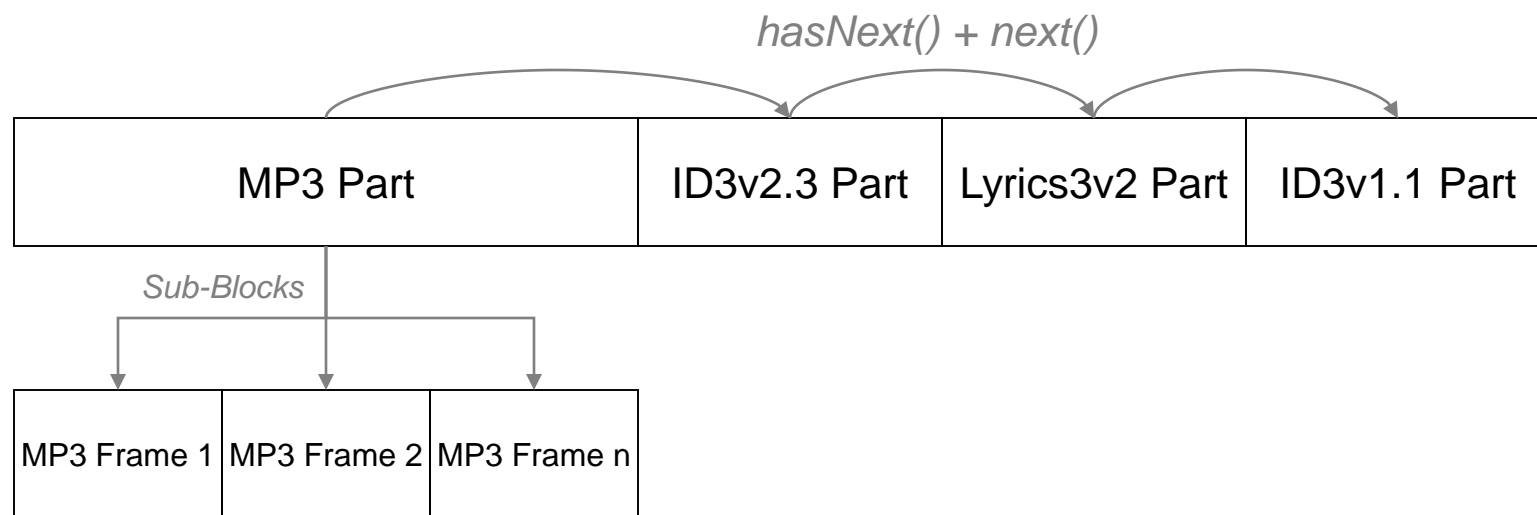 hasNext() + next()
MP3 Part
ID3v2.3 Part
Lyrics3v2 Part
ID3v1.1 Part
Sub-Blocks
MP3 Frame 1
MP3 Frame 2
MP3 Frame n